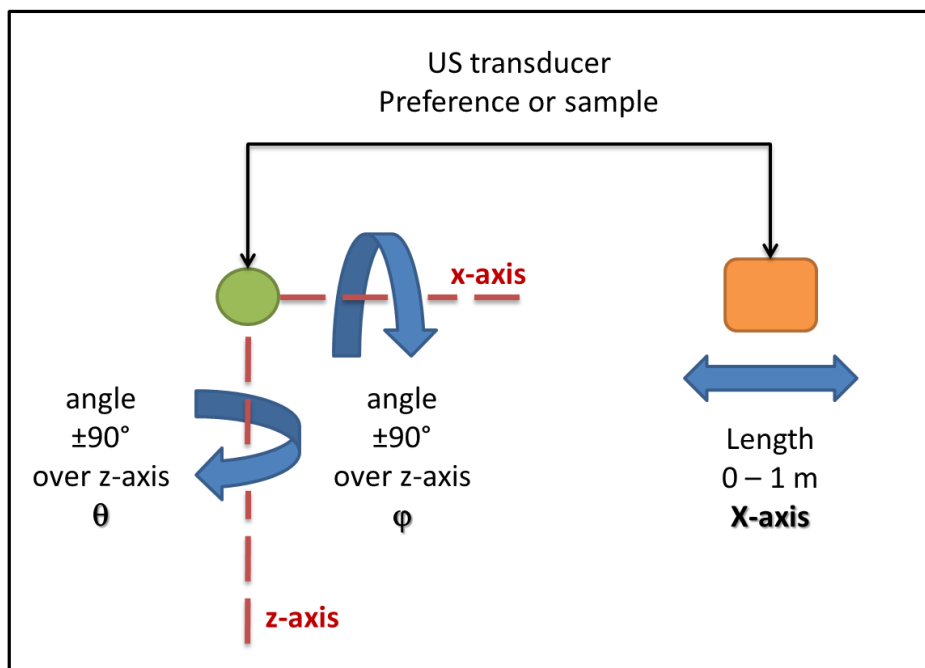 US transducer
Preference or sample
x-axis
angle
±90°
over z-axis
θ
angle
±90°
over z-axis
φ
Length
0 – 1 m
X-axis
z-axis